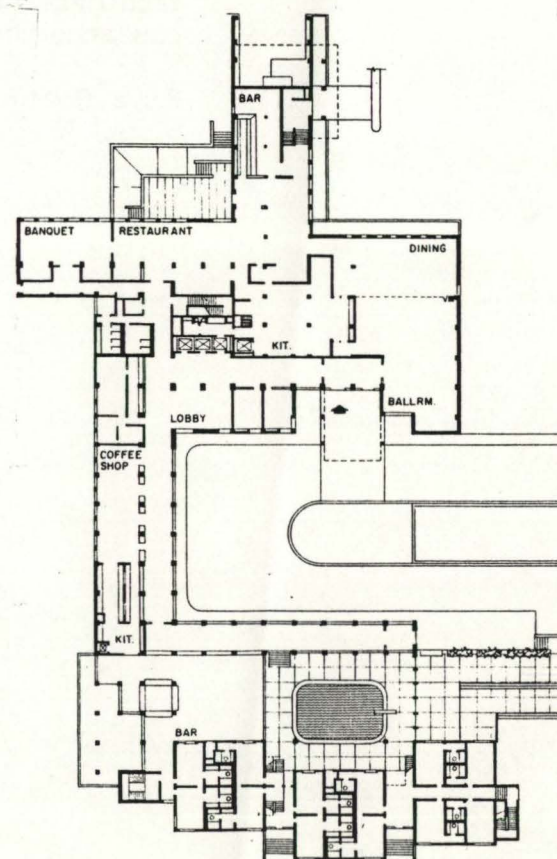 BAR
BANQUET
RESTAURANT
DINING
KIT.
BALLRM.
LOBBY
COFFEE
SHOP
KIT.
BAR